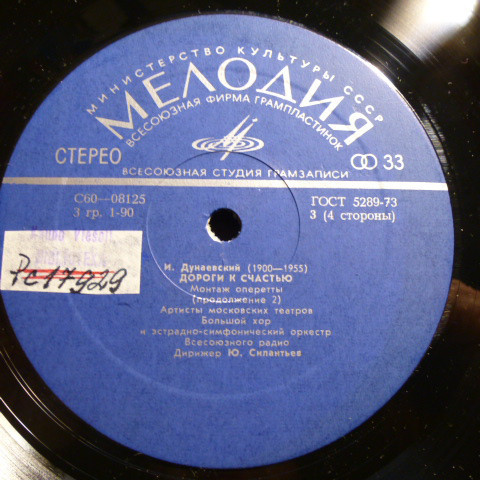 МИНИСТЕРСТВО КУЛЬТУРЫ СССР
МЕЛОДИЯ
ВСЕСОЮЗНАЯ ФИРМА ГРАМПЛАСТИНОК
СТЕРЕО
33
ВСЕСОЮЗНАЯ СТУДИЯ ГРАМЗАПИСИ
С60—08125
3 гр. 1-90
ГОСТ 5289-73
3 (4 стороны)
Рс17929
И. Дунаевский (1900—1955)
ДОРОГИ К СЧАСТЬЮ
Монтаж оперетты
(продолжение 2)
Артисты московских театров
Большой хор
и эстрадно-симфонический оркестр
Всесоюзного радио
Дирижер Ю. Силантьев